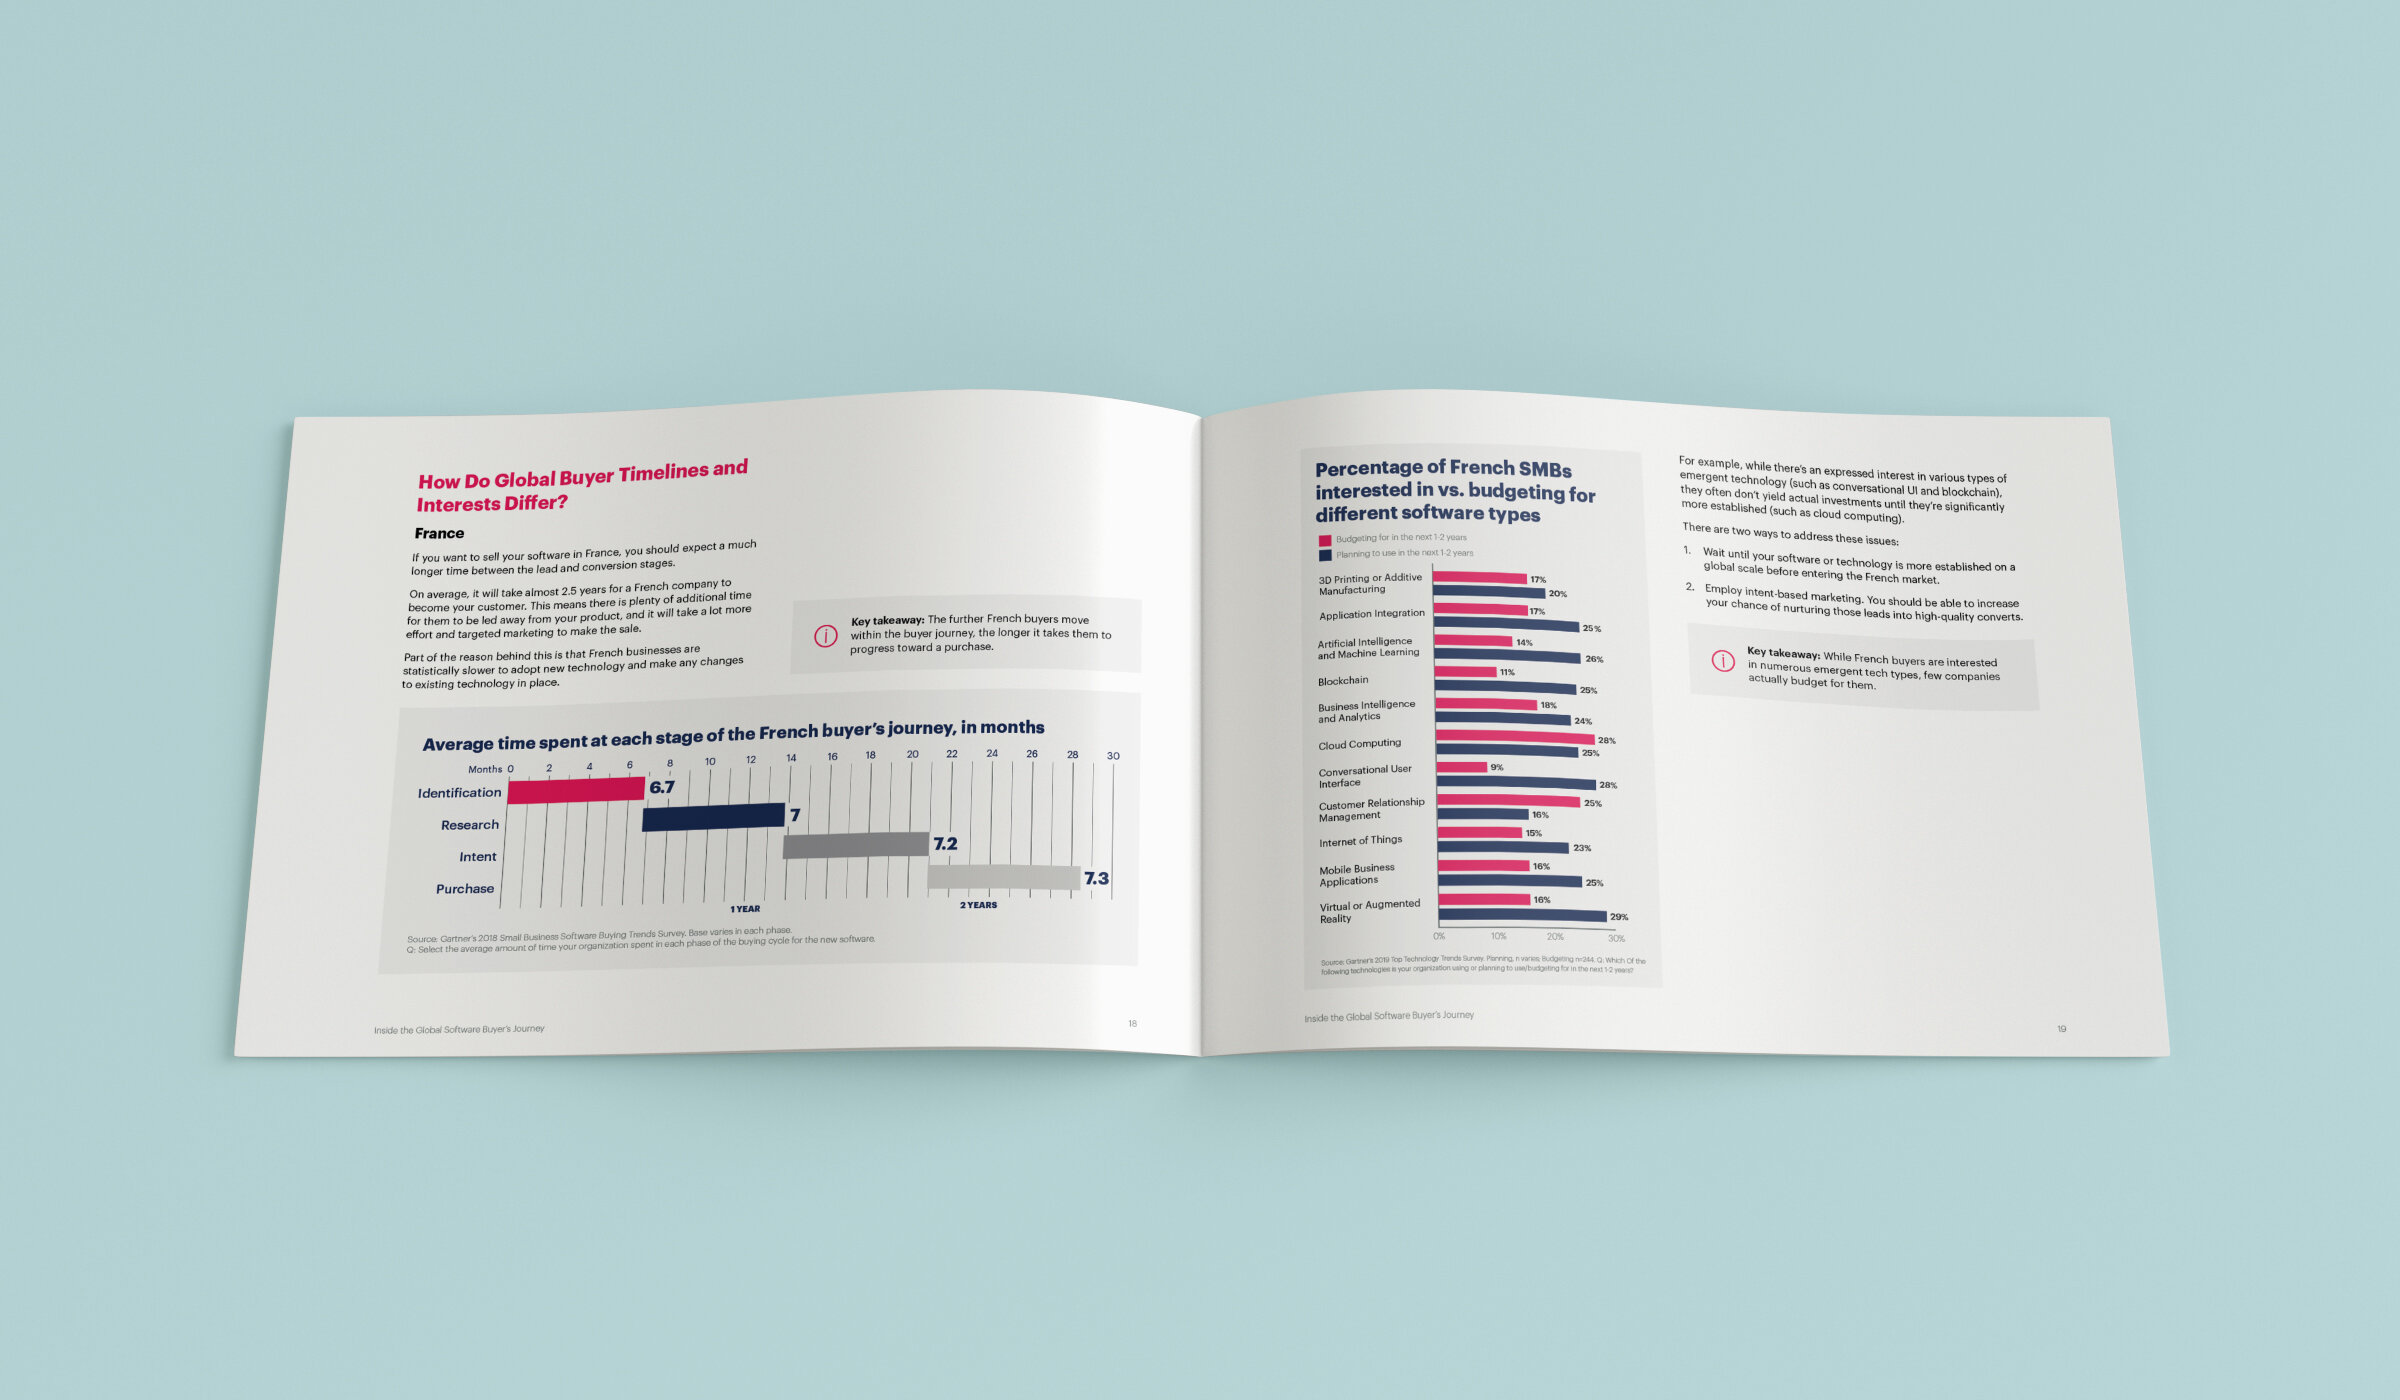 How Do Global Buyer Timelines and
Interests Differ?
France
If you want to sell your software in France, you should expect a much
longer time between the lead and conversion stages.
On average, it will take almost 2.5 years for a French company to
become your customer. This means there is plenty of additional time
for them to be led away from your product, and it will take a lot more
effort and targeted marketing to make the sale.
Part of the reason behind this is that French businesses are
statistically slower to adopt new technology and make any changes
to existing technology in place.
Key takeaway: The further French buyers move
within the buyer journey, the longer it takes them to
progress toward a purchase.
Average time spent at each stage of the French buyer's journey, in months
Months 0 2 4 6 8 10 12 14 16 18 20 22 24 26 28 30
Identification 6.7
Research 7
Intent 7.2
Purchase 7.3
1 YEAR 2 YEARS
Source: Gartner's 2018 Small Business Software Buying Trends Survey. Base varies in each phase.
Q: Select the average amount of time your organization spent in each phase of the buying cycle for the new software.
Inside the Global Software Buyer's Journey
18
Percentage of French SMBs
interested in vs. budgeting for
different software types
Budgeting for in the next 1-2 years
Planning to use in the next 1-2 years
3D Printing or Additive
Manufacturing
17%
20%
Application Integration
17%
25%
Artificial Intelligence
and Machine Learning
14%
26%
Blockchain
11%
25%
Business Intelligence
and Analytics
18%
24%
Cloud Computing
28%
25%
Conversational User
Interface
9%
28%
Customer Relationship
Management
25%
16%
Internet of Things
15%
23%
Mobile Business
Applications
16%
25%
Virtual or Augmented
Reality
16%
29%
0% 10% 20% 30%
Source: Gartner's 2019 Top Technology Trends Survey. Planning, n varies; Budgeting n=244. Q: Which Of the
following technologies is your organization using or planning to use/budgeting for in the next 1-2 years?
Inside the Global Software Buyer's Journey
For example, while there's an expressed interest in various types of
emergent technology (such as conversational UI and blockchain),
they often don't yield actual investments until they're significantly
more established (such as cloud computing).
There are two ways to address these issues:
1. Wait until your software or technology is more established on a
global scale before entering the French market.
2. Employ intent-based marketing. You should be able to increase
your chance of nurturing those leads into high-quality converts.
Key takeaway: While French buyers are interested
in numerous emergent tech types, few companies
actually budget for them.
19